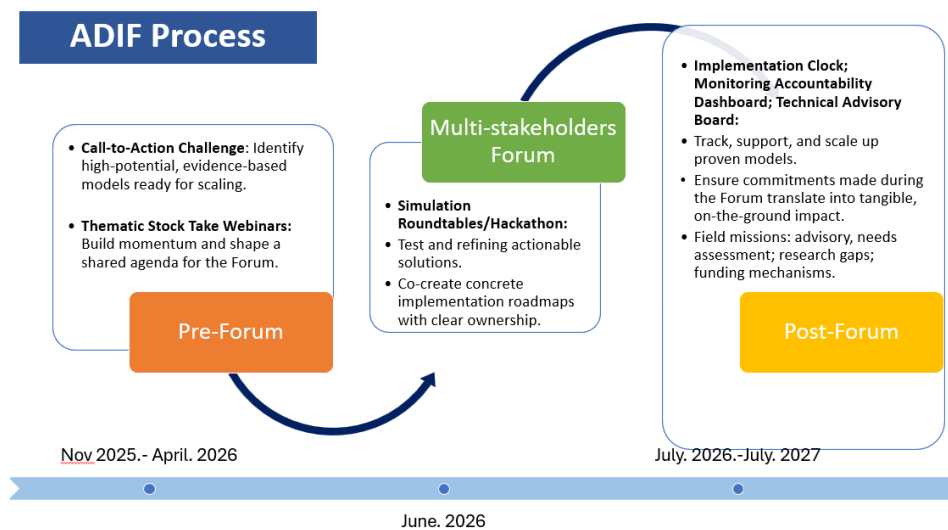 ADIF Process
• Call-to-Action Challenge: Identify
high-potential, evidence-based
models ready for scaling.
• Thematic Stock Take Webinars:
Build momentum and shape a
shared agenda for the Forum.
Pre-Forum
Multi-stakeholders
Forum
• Simulation
Roundtables/Hackathon:
• Test and refining actionable
solutions.
• Co-create concrete
implementation roadmaps
with clear ownership.
• Implementation Clock;
Monitoring Accountability
Dashboard; Technical Advisory
Board:
• Track, support, and scale up
proven models.
• Ensure commitments made during
the Forum translate into tangible,
on-the-ground impact.
• Field missions: advisory, needs
assessment; research gaps;
funding mechanisms.
Post-Forum
Nov 2025.- April. 2026
June. 2026
July. 2026.-July. 2027